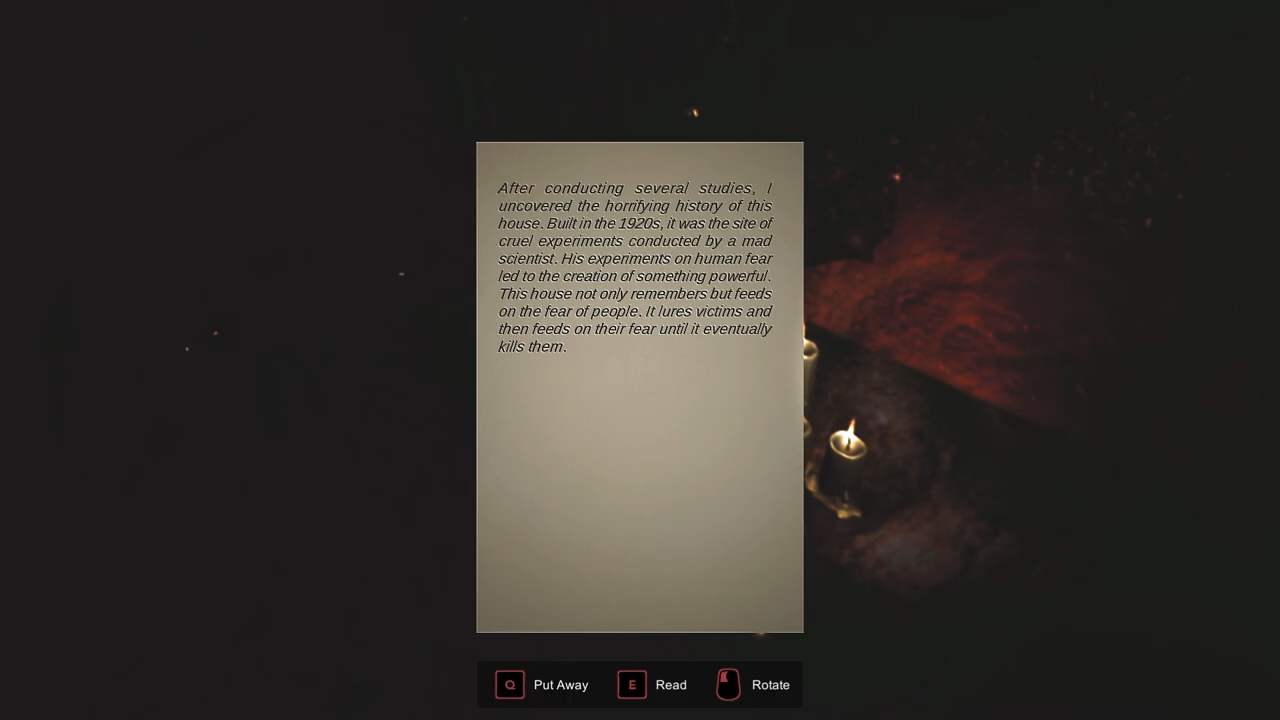 After conducting several studies, I
uncovered the horrifying history of this
house. Built in the 1920s, it was the site of
cruel experiments conducted by a mad
scientist. His experiments on human fear
led to the creation of something powerful.
This house not only remembers but feeds
on the fear of people. It lures victims and
then feeds on their fear until it eventually
kills them.
Q Put Away E Read Rotate